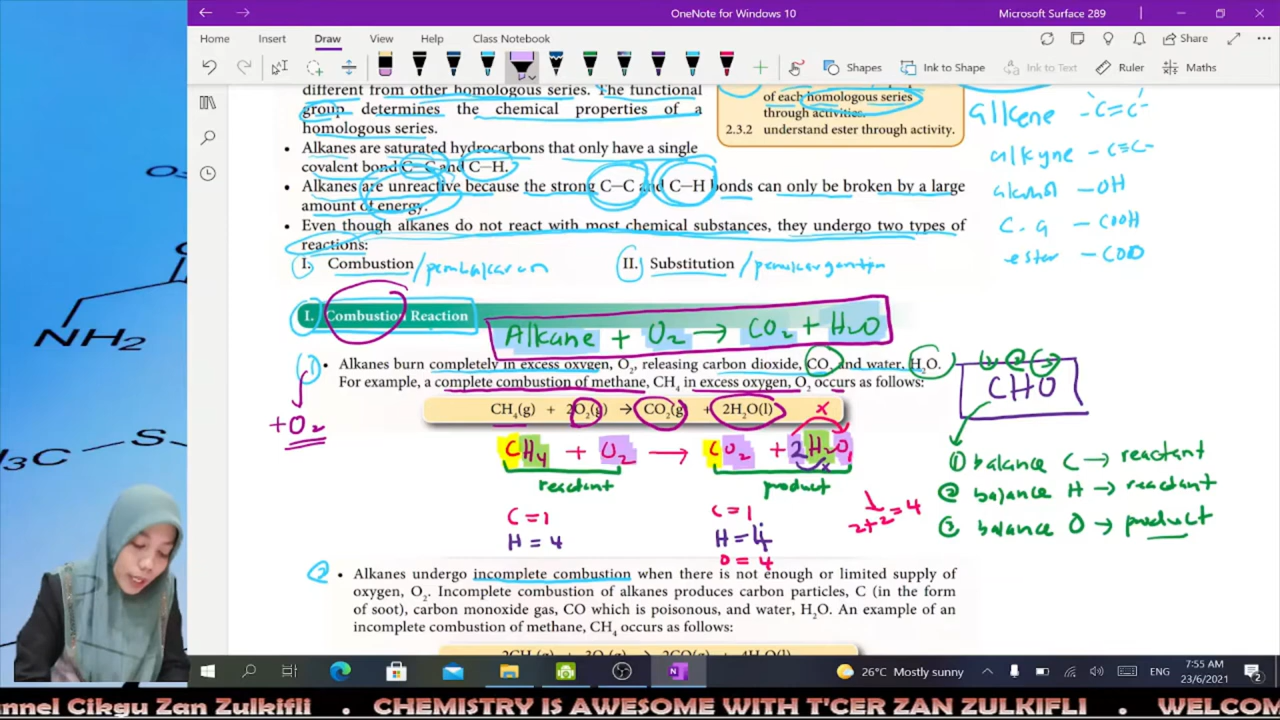 OneNote for Windows 10
Microsoft Surface 289
Home Insert Draw View Help Class Notebook
Share
Shapes Ink to Shape Ink to Text Ruler Maths
different from other homologous series. The functional
group determines the chemical properties of a
homologous series.
of each homologous series
through activities.
2.3.2 understand ester through activity.
alkene -C=C-
alkyne -C≡C-
alcohol -OH
C.a - COOH
ester - COO
• Alkanes are saturated hydrocarbons that only have a single
covalent bond C–C and C–H.
• Alkanes are unreactive because the strong C–C and C–H bonds can only be broken by a large
amount of energy.
• Even though alkanes do not react with most chemical substances, they undergo two types of
reactions:
I. Combustion / pembakaran II. Substitution /
I. Combustion Reaction
Alkane + O2 → CO2 + H2O
① • Alkanes burn completely in excess oxygen, O2, releasing carbon dioxide, CO2 and water, H2O.
For example, a complete combustion of methane, CH4 in excess oxygen, O2 occurs as follows:
+O2
CH4(g) + 2O2(g) → CO2(g) + 2H2O(l) x
CH4 + O2 → CO2 + 2H2O
reactant product
C = 1 C = 1
H = 4
O = 4
2+2 = 4
CHO
① balance C → reactant
② balance H → reactant
③ balance O → product
② • Alkanes undergo incomplete combustion when there is not enough or limited supply of
oxygen, O2. Incomplete combustion of alkanes produces carbon particles, C (in the form
of soot), carbon monoxide gas, CO which is poisonous, and water, H2O. An example of an
incomplete combustion of methane, CH4 occurs as follows:
NH2
26°C Mostly sunny
ENG
7:55 AM
23/6/2021
nnel Cikgu Zan Zulkifli • CHEMISTRY IS AWESOME WITH T'CER ZAN ZULKIFLI • WELCOM